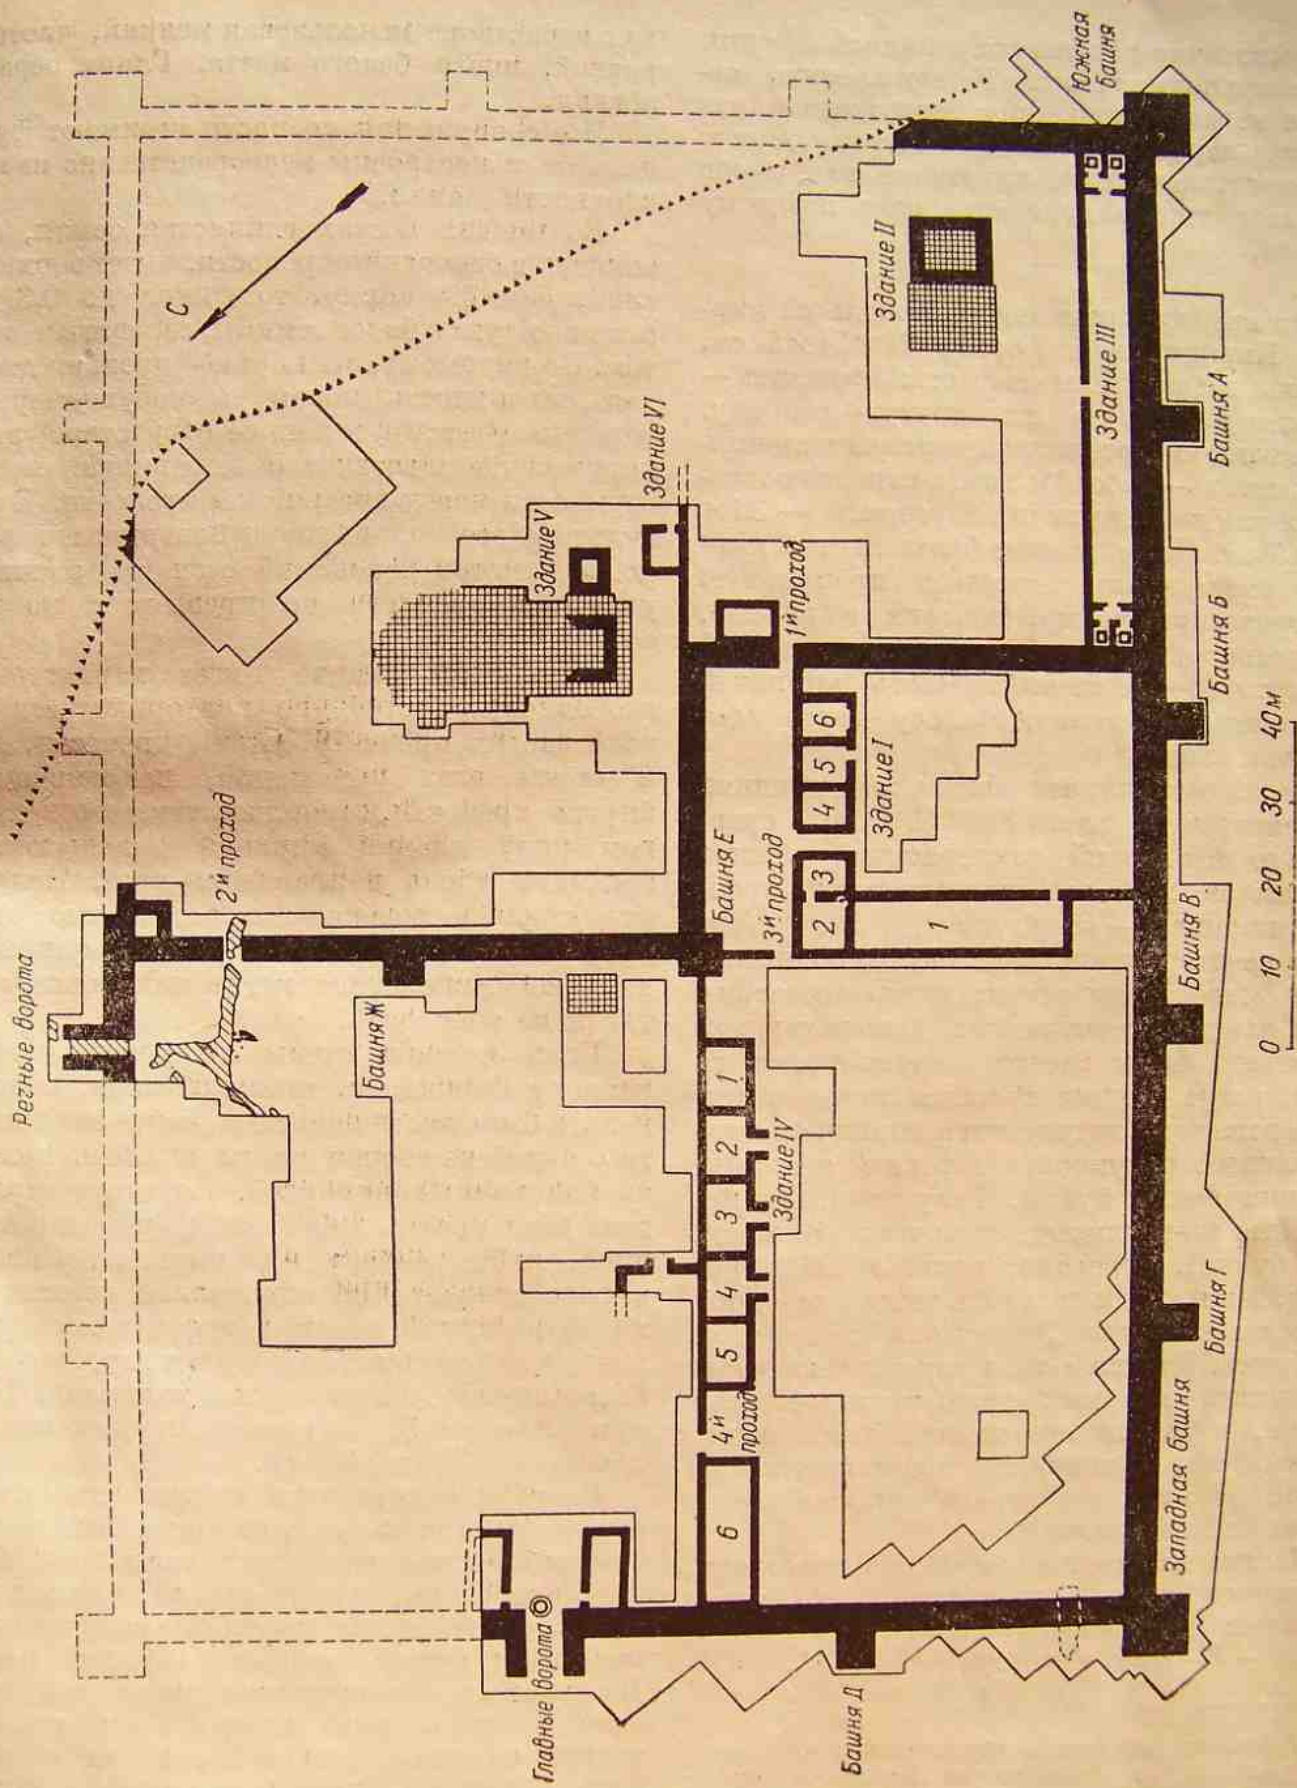 Речные ворота
2й проход
С
Южная
башня
Здание II
Здание III
Башня А
Здание VI
Здание V
1й проход
Башня Б
6
5
4
Здание I
Башня Е
3й проход
3
2
1
Башня В
Башня Ж
1
2
3
4
5
Здание IV
4й
проход
6
Башня Г
Западная башня
Главные ворота
Башня Д
0 10 20 30 40м